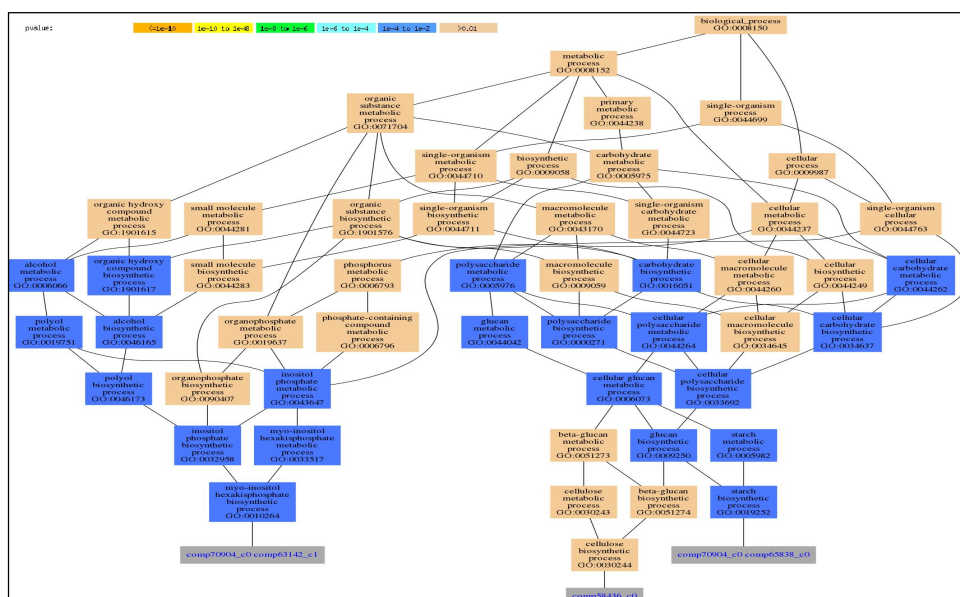 pvalue:
<=1e-10
1e-10 to 1e-8
1e-8 to 1e-6
1e-6 to 1e-4
1e-4 to 1e-2
>0.01
biological_process
GO:0008150
metabolic
process
GO:0008152
organic
substance
metabolic
process
GO:0071704
primary
metabolic
process
GO:0044238
single-organism
process
GO:0044699
single-organism
metabolic
process
GO:0044710
biosynthetic
process
GO:0009058
carbohydrate
metabolic
process
GO:0005975
cellular
process
GO:0009987
organic hydroxy
compound
metabolic
process
GO:1901615
small molecule
metabolic
process
GO:0044281
organic
substance
biosynthetic
process
GO:1901576
single-organism
biosynthetic
process
GO:0044711
macromolecule
metabolic
process
GO:0043170
single-organism
carbohydrate
metabolic
process
GO:0044723
cellular
metabolic
process
GO:0044237
single-organism
cellular
process
GO:0044763
alcohol
metabolic
process
GO:0006066
organic hydroxy
compound
biosynthetic
process
GO:1901617
small molecule
biosynthetic
process
GO:0044283
phosphorus
metabolic
process
GO:0006793
polysaccharide
metabolic
process
GO:0005976
macromolecule
biosynthetic
process
GO:0009059
carbohydrate
biosynthetic
process
GO:0016051
cellular
macromolecule
metabolic
process
GO:0044260
cellular
biosynthetic
process
GO:0044249
cellular
carbohydrate
metabolic
process
GO:0044262
polyol
metabolic
process
GO:0019751
alcohol
biosynthetic
process
GO:0046165
organophosphate
metabolic
process
GO:0019637
phosphate-containing
compound
metabolic
process
GO:0006796
glucan
metabolic
process
GO:0044042
polysaccharide
biosynthetic
process
GO:0000271
cellular
polysaccharide
metabolic
process
GO:0044264
cellular
macromolecule
biosynthetic
process
GO:0034645
cellular
carbohydrate
biosynthetic
process
GO:0034637
polyol
biosynthetic
process
GO:0046173
organophosphate
biosynthetic
process
GO:0090407
inositol
phosphate
metabolic
process
GO:0043647
cellular glucan
metabolic
process
GO:0006073
cellular
polysaccharide
biosynthetic
process
GO:0033692
inositol
phosphate
biosynthetic
process
GO:0032958
myo-inositol
hexakisphosphate
metabolic
process
GO:0033517
beta-glucan
metabolic
process
GO:0051273
glucan
biosynthetic
process
GO:0009250
starch
metabolic
process
GO:0005982
myo-inositol
hexakisphosphate
biosynthetic
process
GO:0010264
cellulose
metabolic
process
GO:0030243
beta-glucan
biosynthetic
process
GO:0051274
starch
biosynthetic
process
GO:0019252
cellulose
biosynthetic
process
GO:0030244
comp70904_c0 comp63142_c1
comp70904_c0 comp65838_c0
comp58436_c0